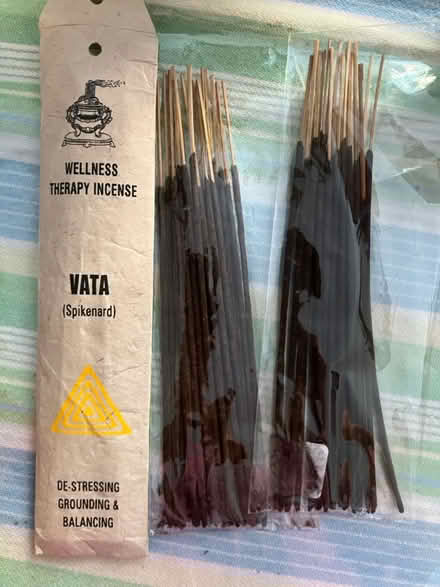 WELLNESS
THERAPY INCENSE
VATA
(Spikenard)
DE-STRESSING
GROUNDING &
BALANCING